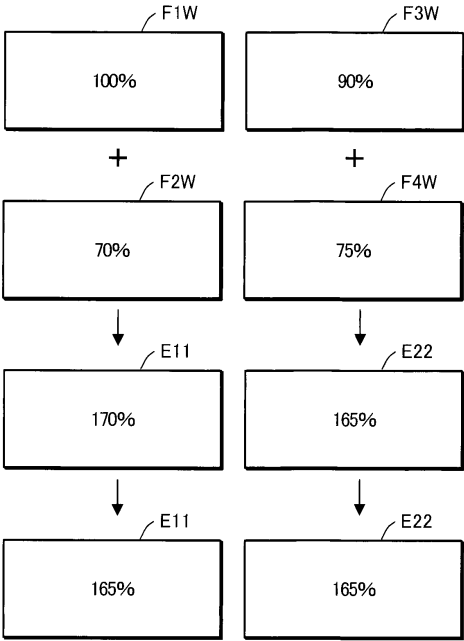 F1W F3W
100% 90%
+ +
F2W F4W
70% 75%
E11 E22
170% 165%
E11 E22
165% 165%